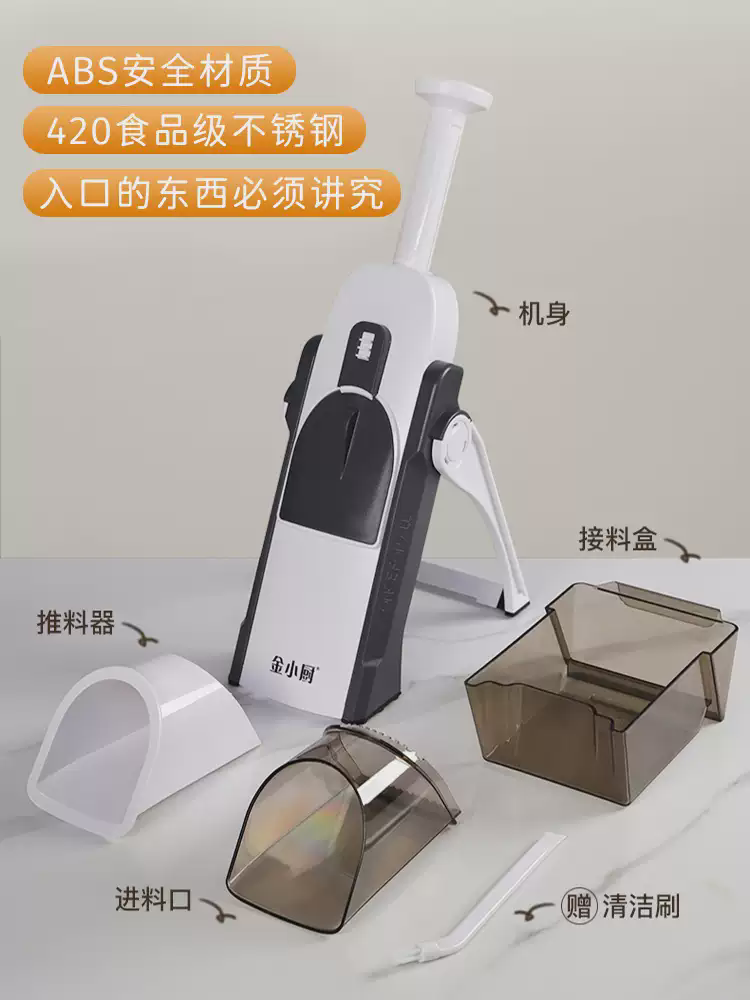 ABS安全材质
420食品级不锈钢
入口的东西必须讲究
机身
接料盒
推料器
金小厨®
进料口
赠 清洁刷